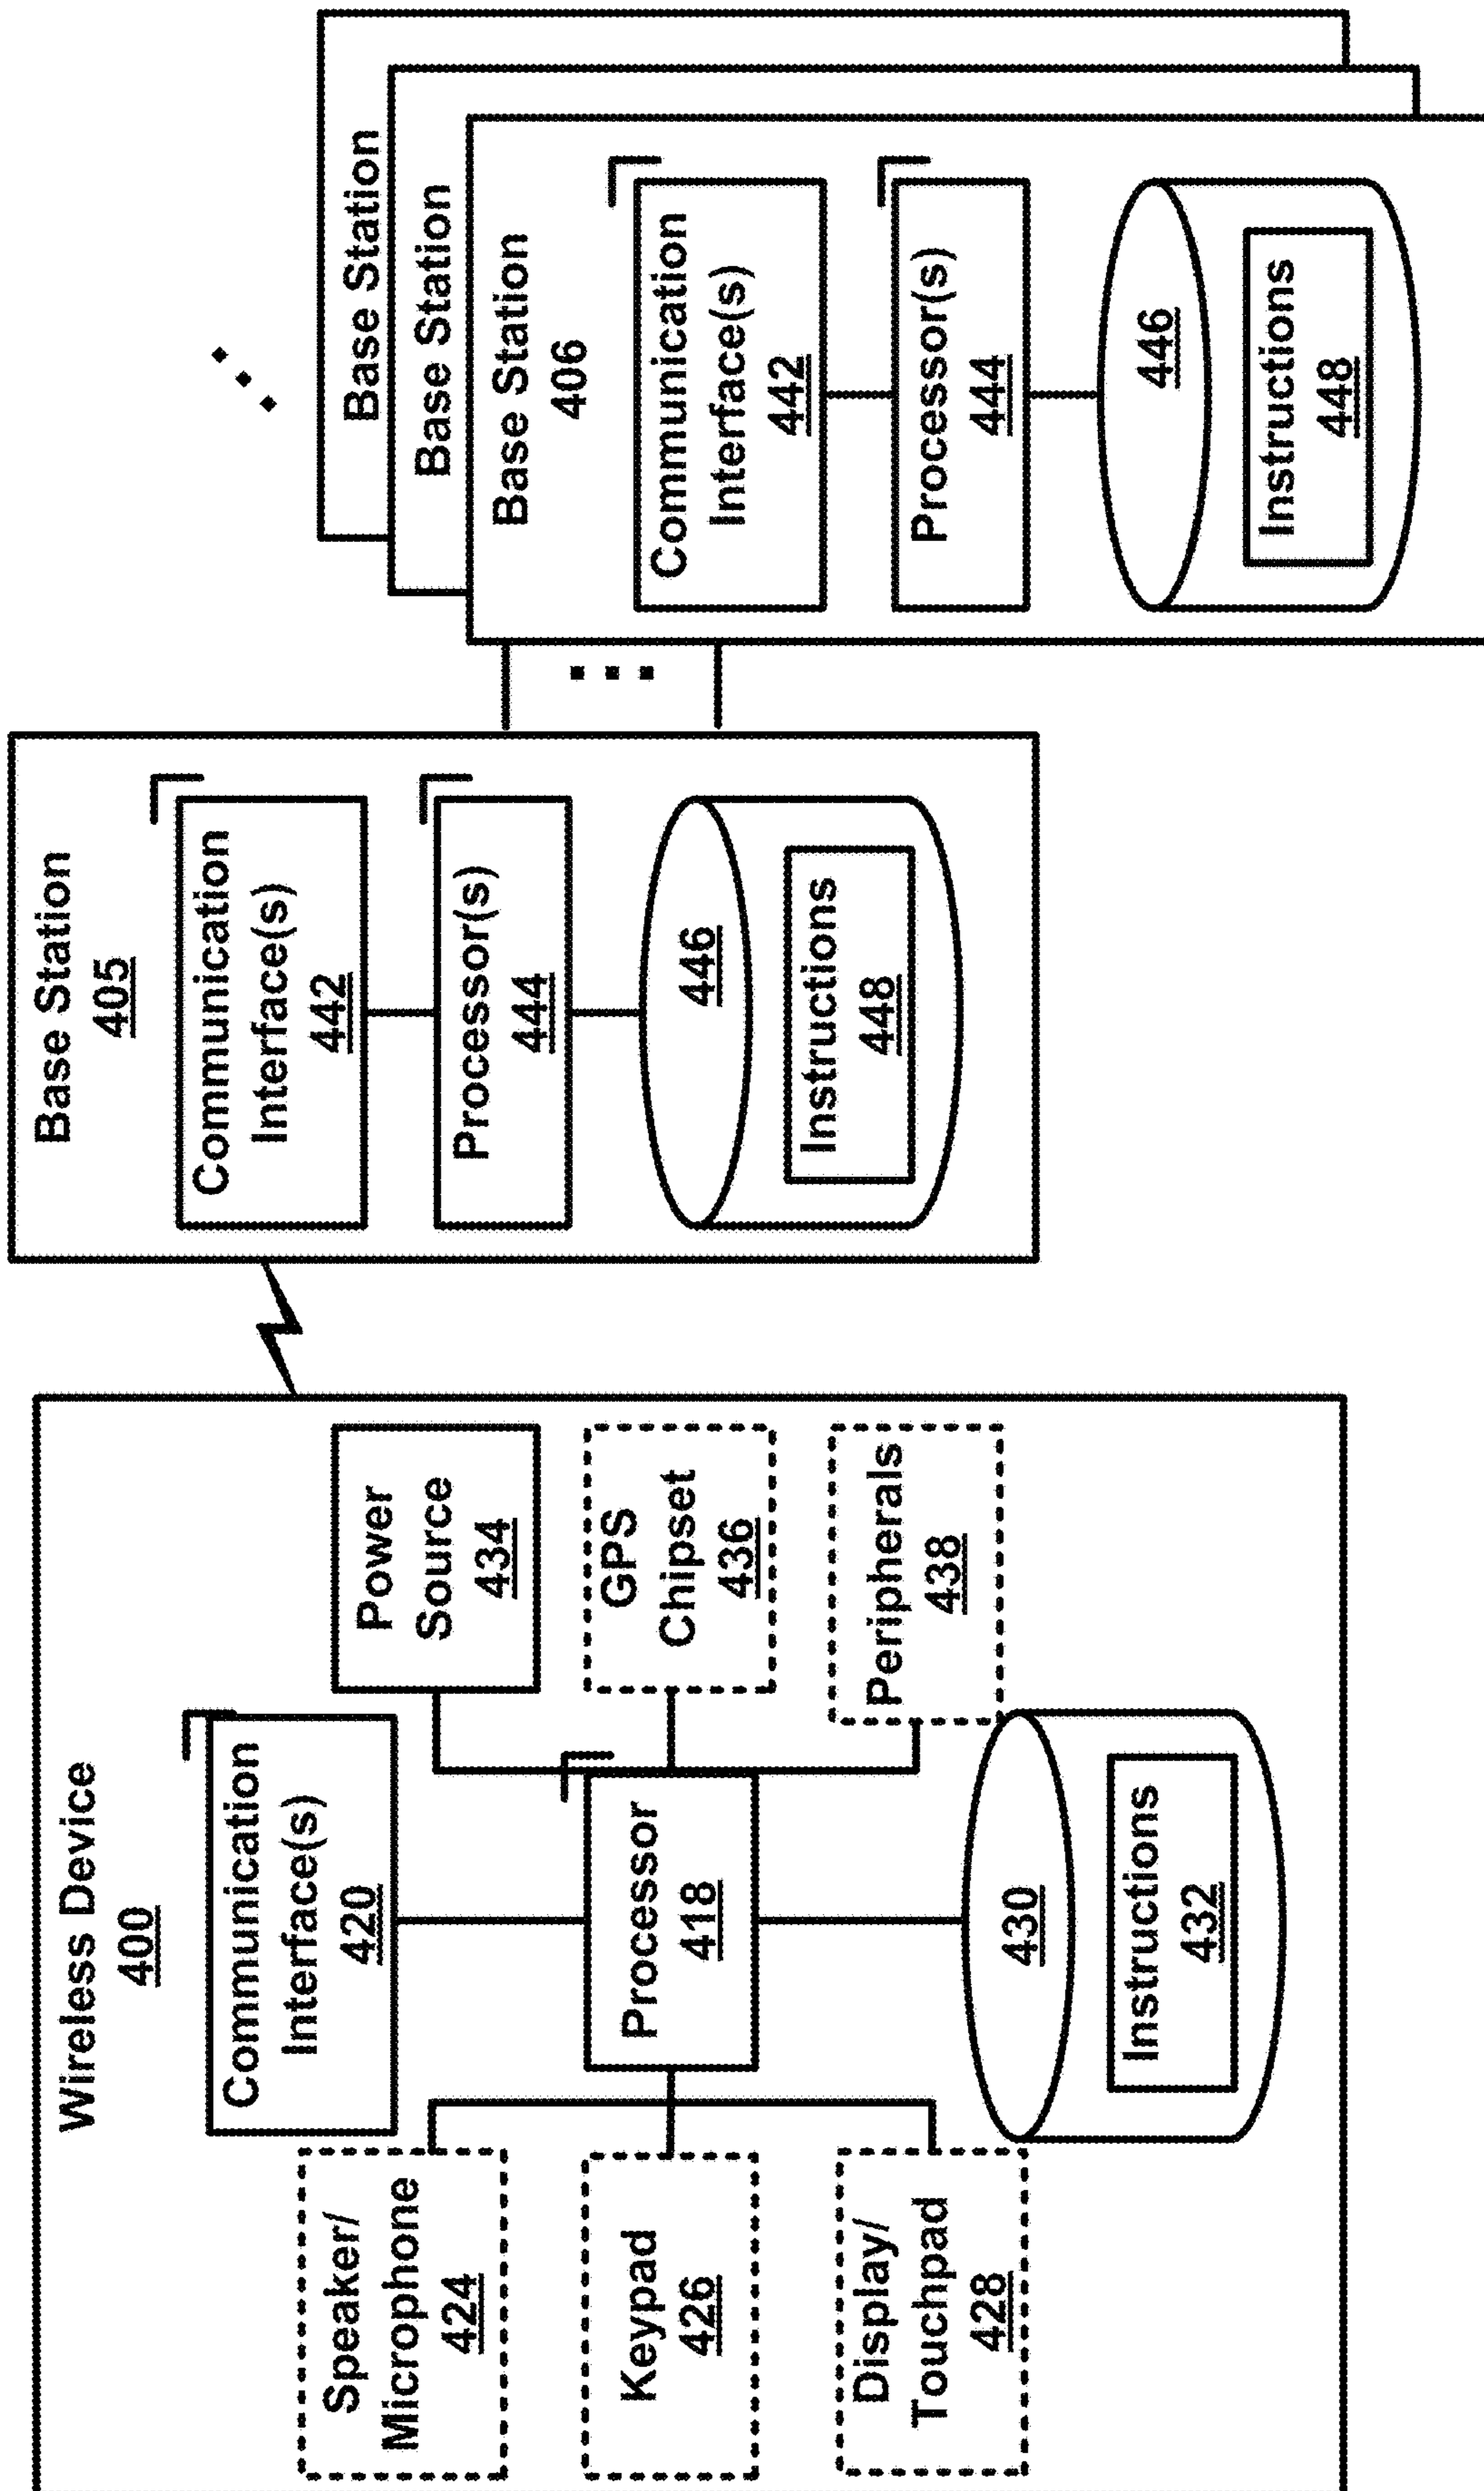 Wireless Device
400
Communication
Interface(s)
420
Speaker/
Microphone
424
Keypad
426
Display/
Touchpad
428
Processor
418
Power
Source
434
GPS
Chipset
436
Peripherals
438
430
Instructions
432
Base Station
405
Communication
Interface(s)
442
Processor(s)
444
446
Instructions
448
Base Station
Base Station
Base Station
406
Communication
Interface(s)
442
Processor(s)
444
446
Instructions
448